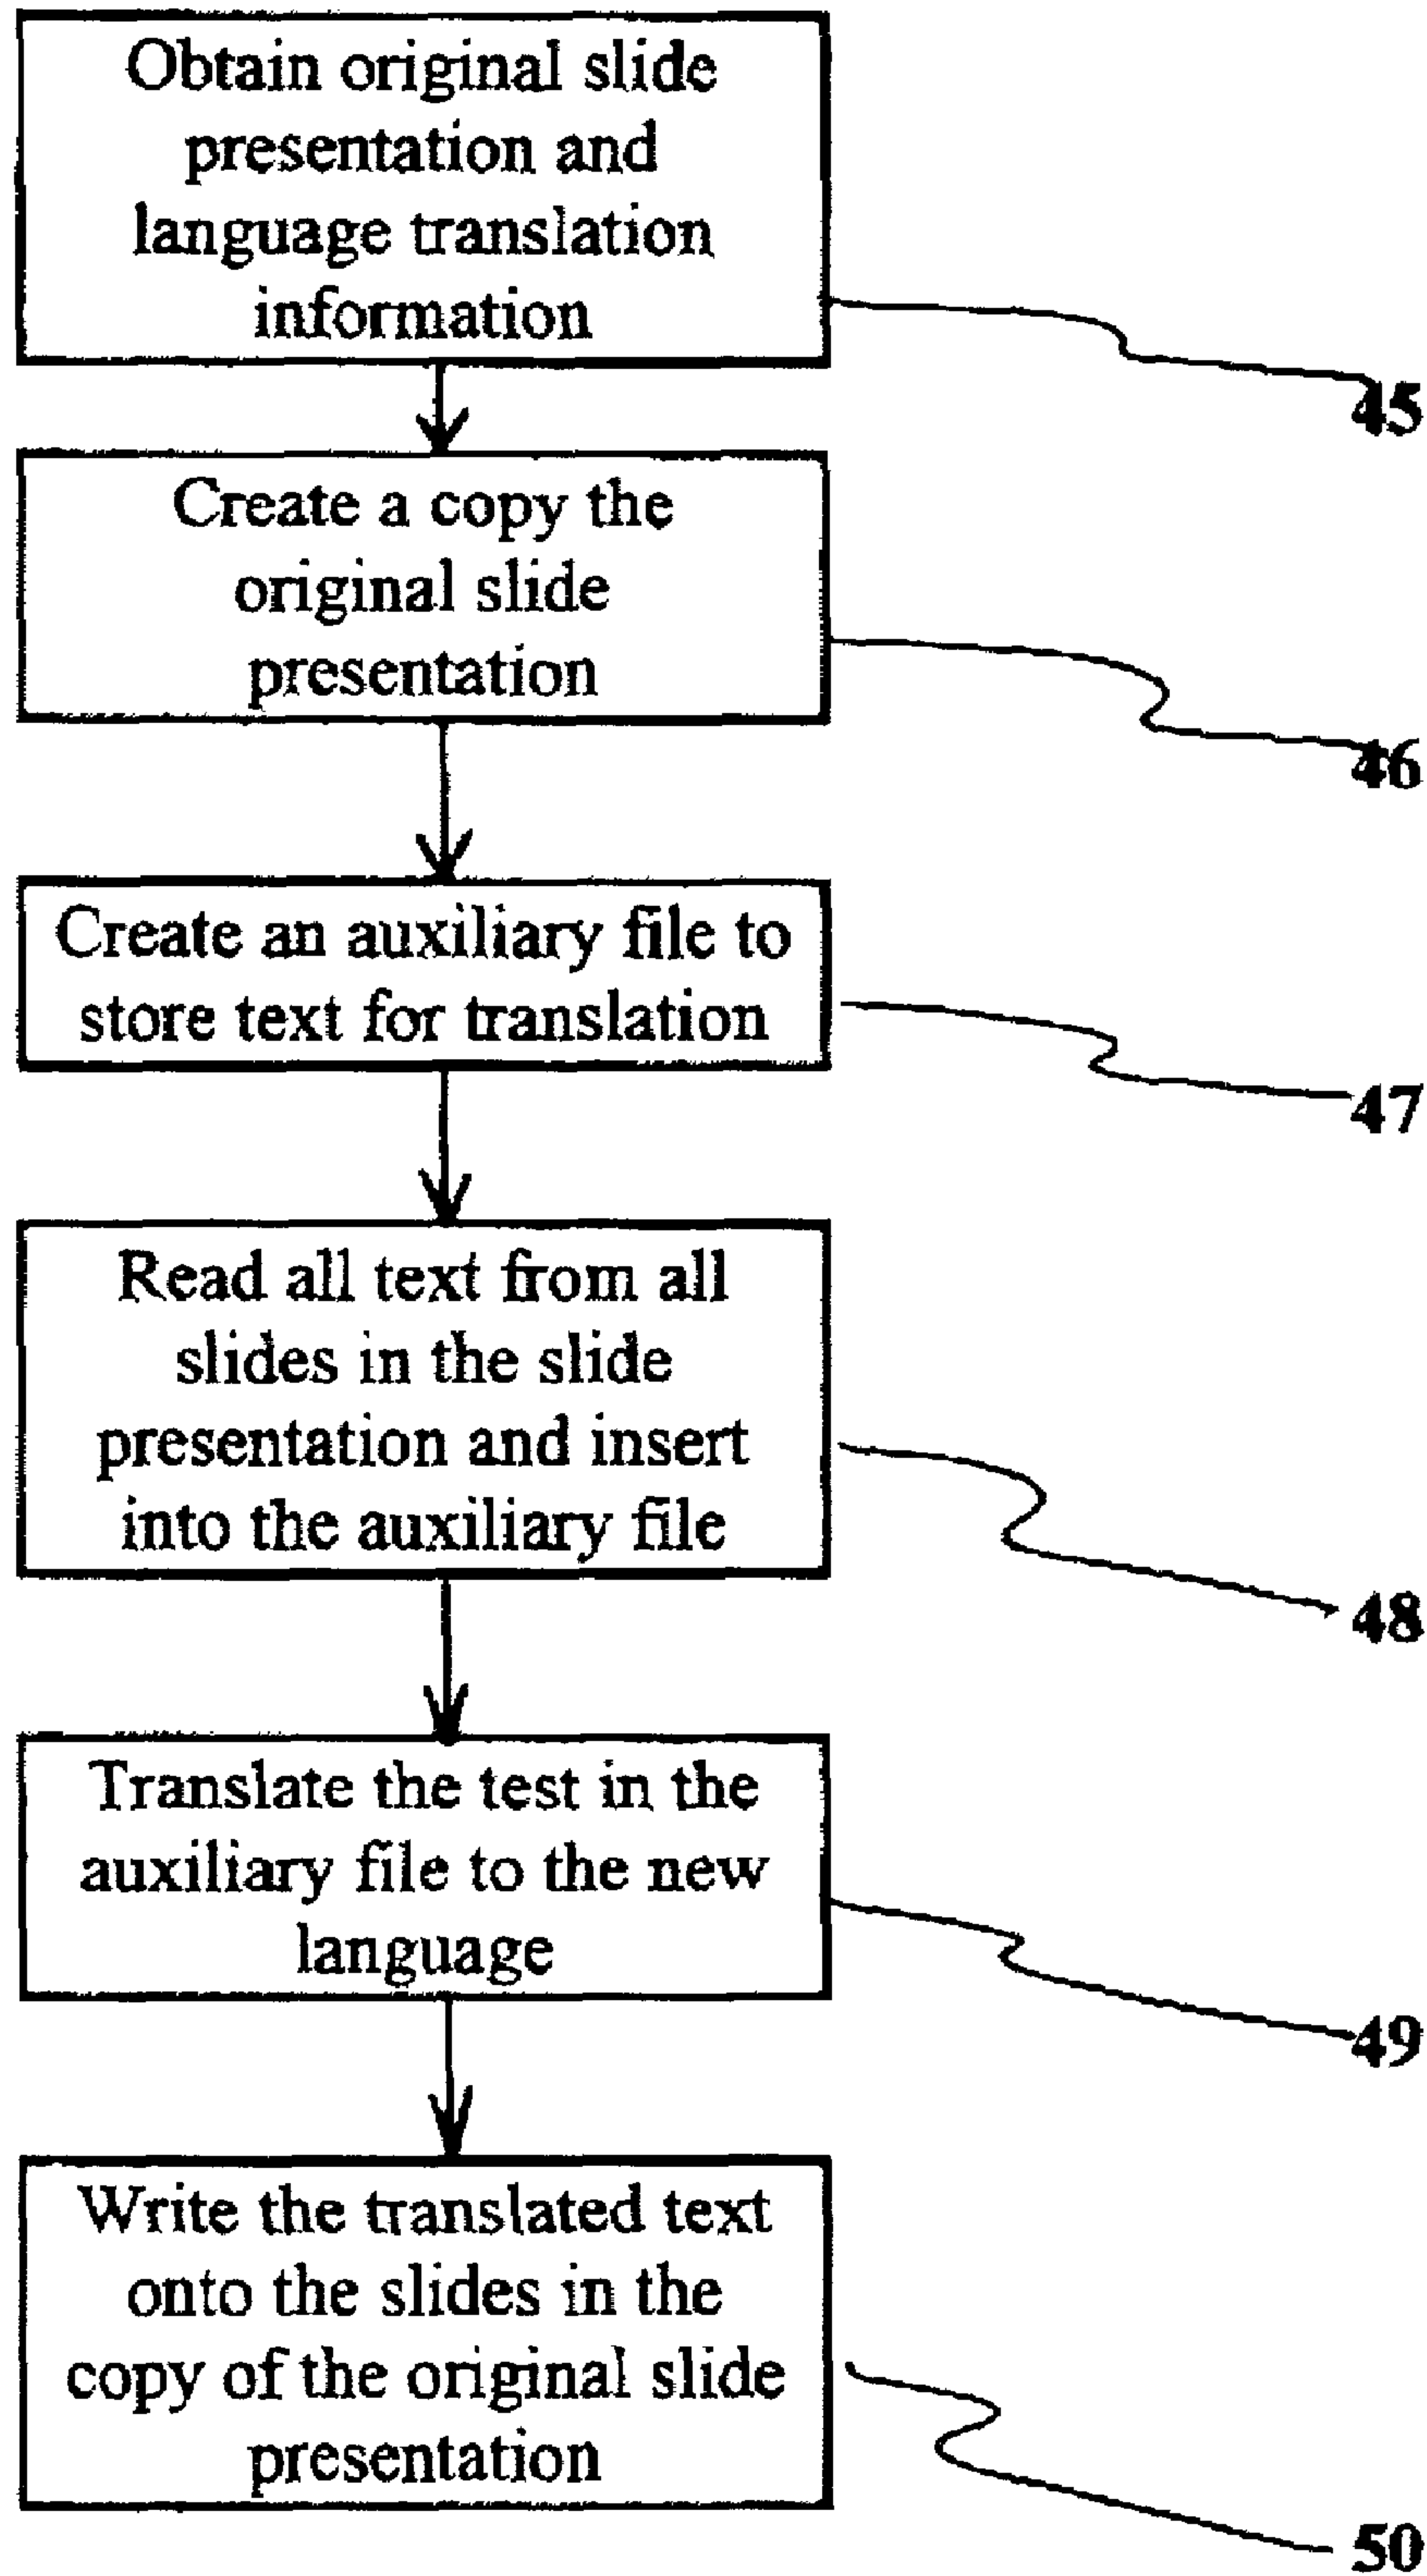 Obtain original slide
presentation and
language translation
information
45
Create a copy the
original slide
presentation
46
Create an auxiliary file to
store text for translation
47
Read all text from all
slides in the slide
presentation and insert
into the auxiliary file
48
Translate the test in the
auxiliary file to the new
language
49
Write the translated text
onto the slides in the
copy of the original slide
presentation
50